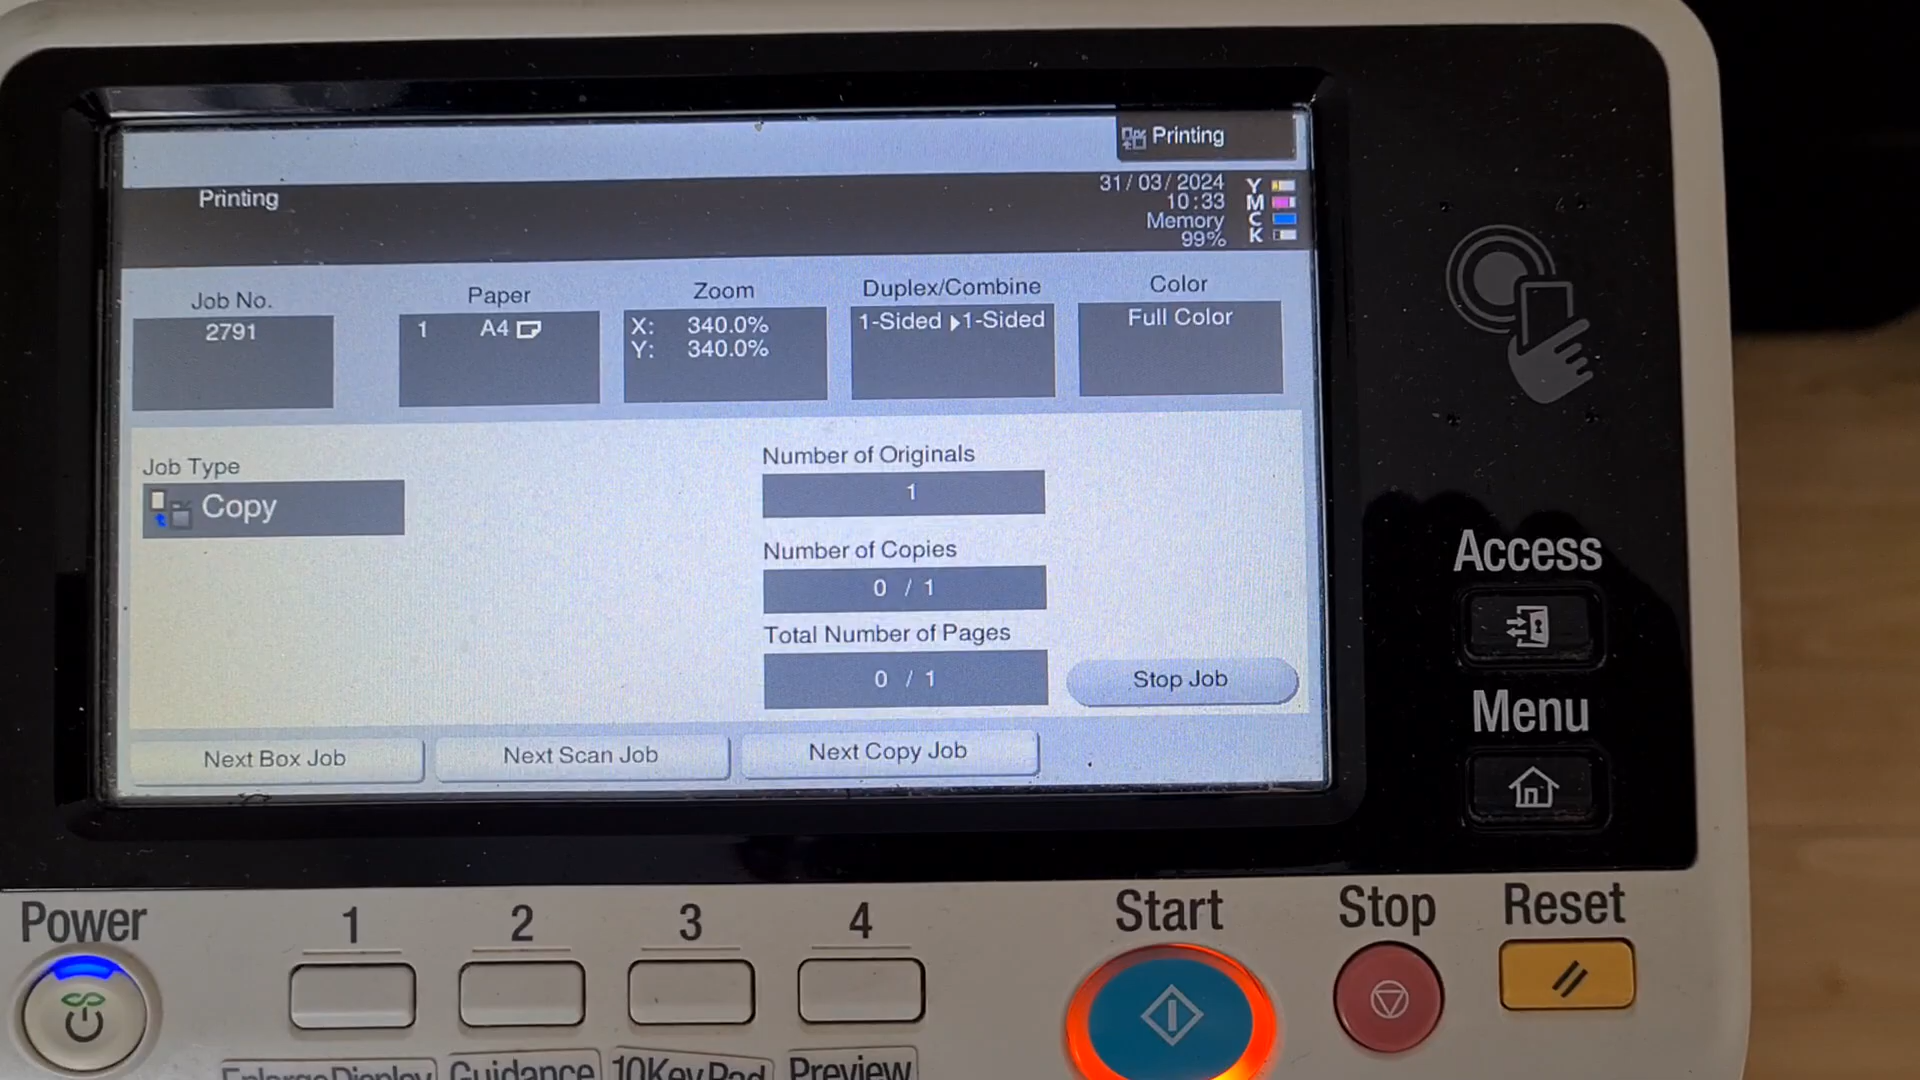 Printing
Printing
31/03/2024
10:33
Memory
99%
Y
M
C
K
Job No.
2791
Paper
1 A4
Zoom
X: 340.0%
Y: 340.0%
Duplex/Combine
1-Sided ▶1-Sided
Color
Full Color
Job Type
Copy
Number of Originals
1
Number of Copies
0 / 1
Total Number of Pages
0 / 1
Stop Job
Next Box Job
Next Scan Job
Next Copy Job
Access
Menu
Power
1
2
3
4
Start
Stop
Reset
Enlarge Display
Guidance
10KeyPad
Preview